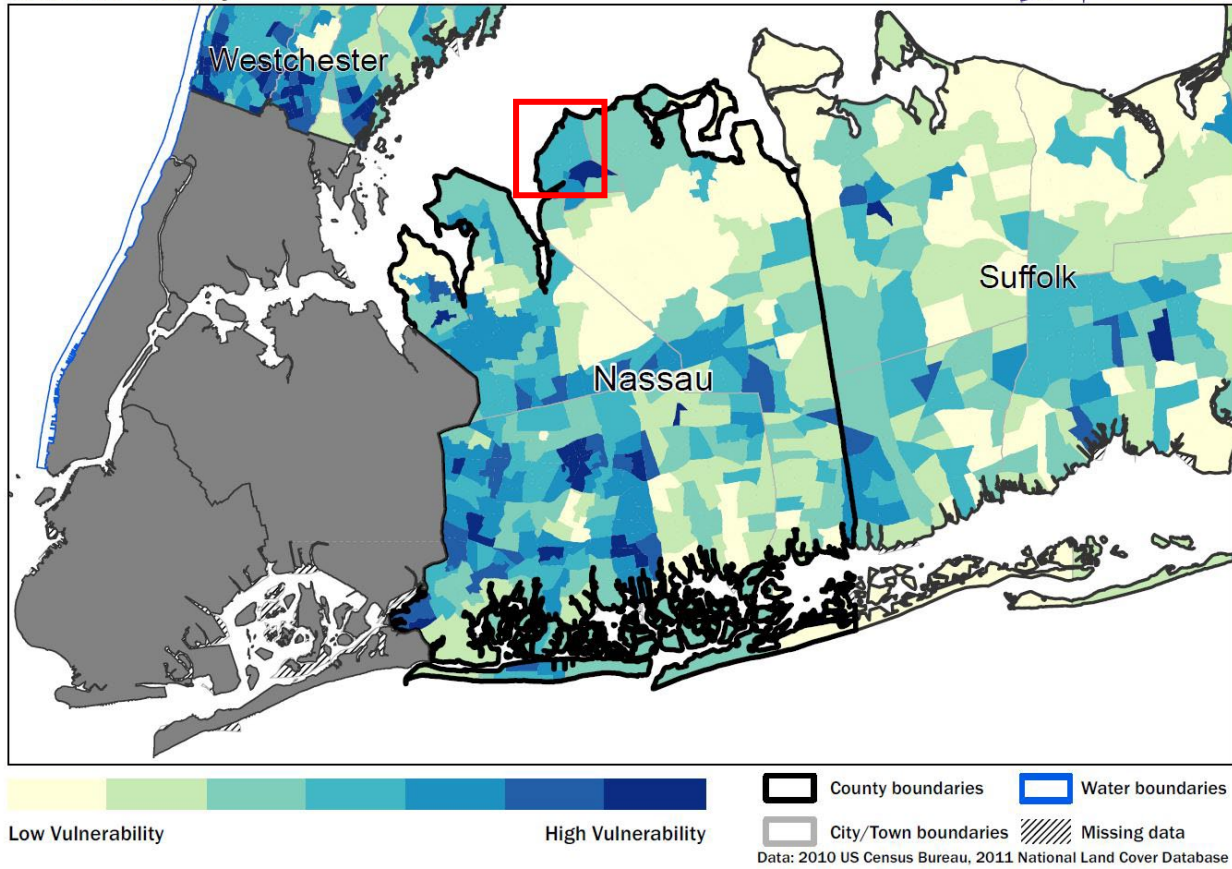 Westchester
Suffolk
Nassau
Low Vulnerability
High Vulnerability
County boundaries
Water boundaries
City/Town boundaries
Missing data
Data: 2010 US Census Bureau, 2011 National Land Cover Database